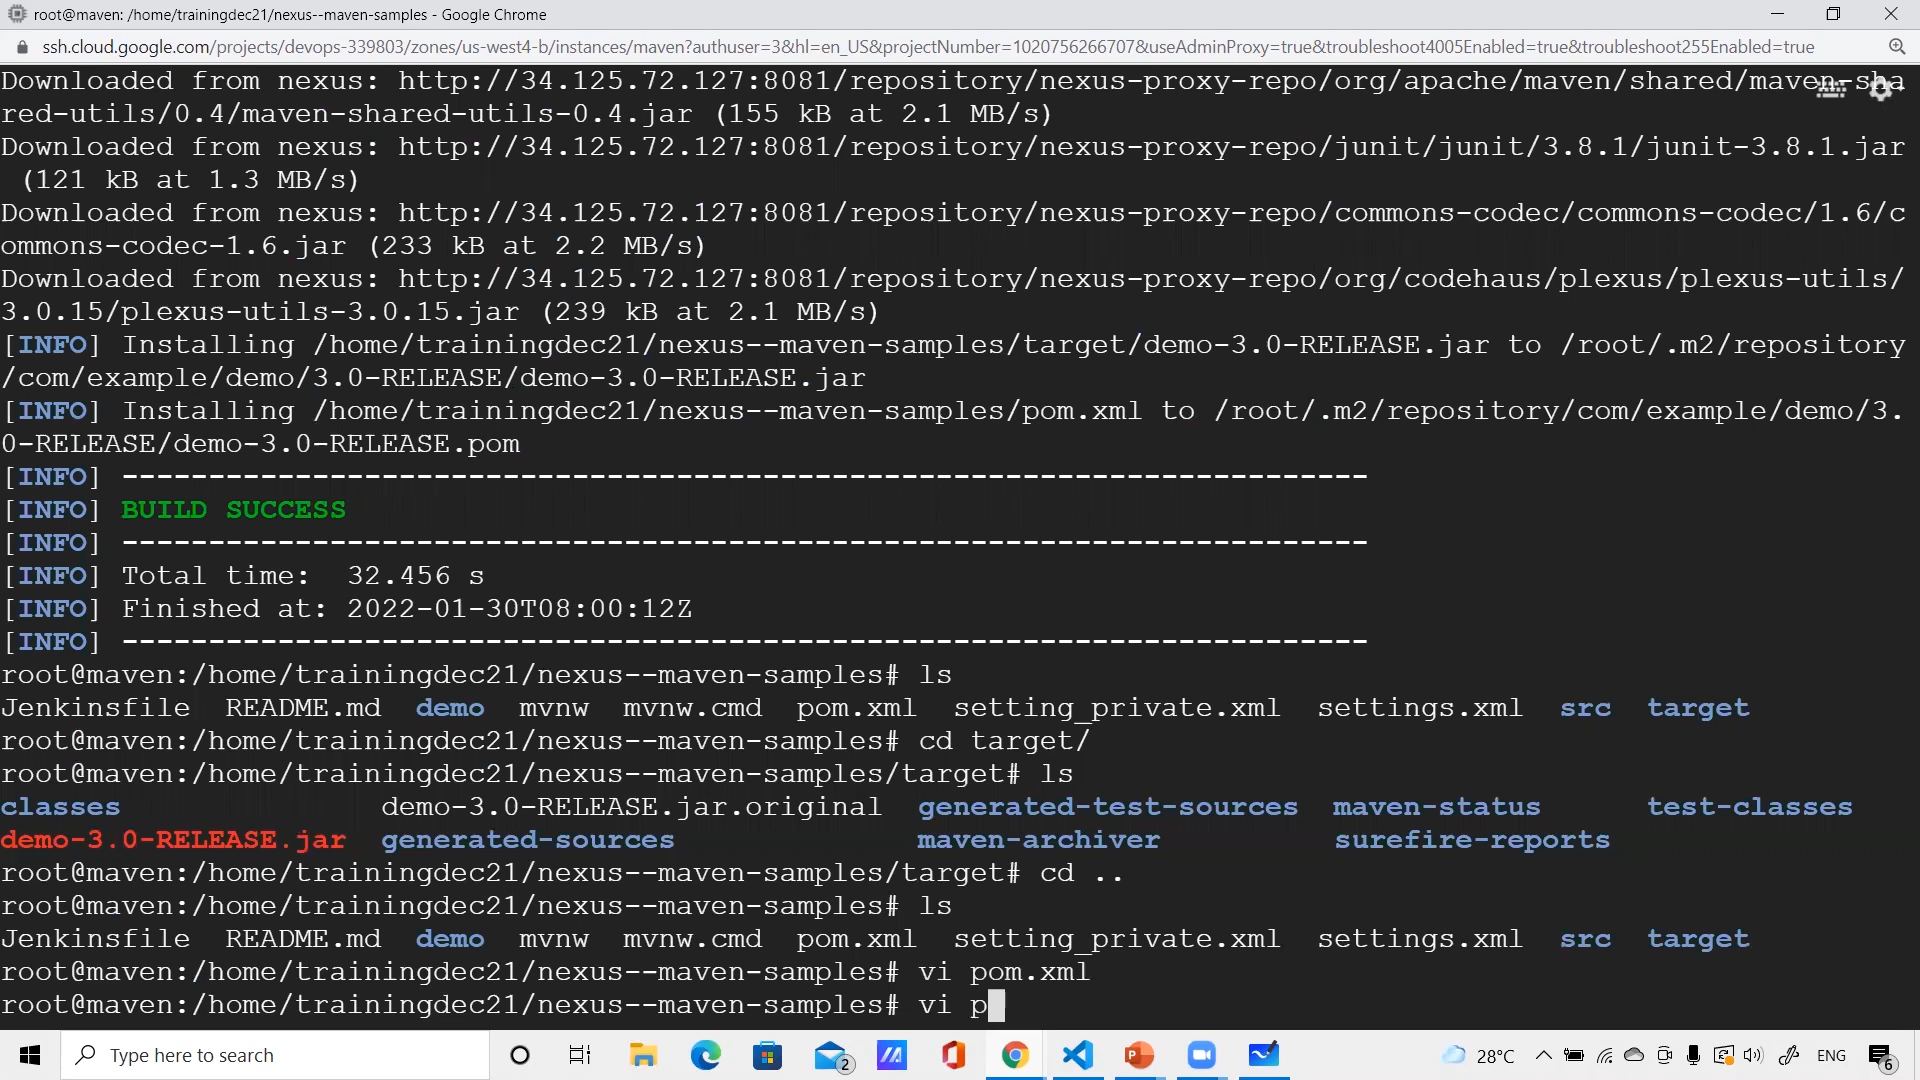 root@maven: /home/trainingdec21/nexus--maven-samples - Google Chrome
ssh.cloud.google.com/projects/devops-339803/zones/us-west4-b/instances/maven?authuser=3&hl=en_US&projectNumber=1020756266707&useAdminProxy=true&troubleshoot4005Enabled=true&troubleshoot255Enabled=true
Downloaded from nexus: http://34.125.72.127:8081/repository/nexus-proxy-repo/org/apache/maven/shared/maven-sha
red-utils/0.4/maven-shared-utils-0.4.jar (155 kB at 2.1 MB/s)
Downloaded from nexus: http://34.125.72.127:8081/repository/nexus-proxy-repo/junit/junit/3.8.1/junit-3.8.1.jar
(121 kB at 1.3 MB/s)
Downloaded from nexus: http://34.125.72.127:8081/repository/nexus-proxy-repo/commons-codec/commons-codec/1.6/c
ommons-codec-1.6.jar (233 kB at 2.2 MB/s)
Downloaded from nexus: http://34.125.72.127:8081/repository/nexus-proxy-repo/org/codehaus/plexus/plexus-utils/
3.0.15/plexus-utils-3.0.15.jar (239 kB at 2.1 MB/s)
[INFO] Installing /home/trainingdec21/nexus--maven-samples/target/demo-3.0-RELEASE.jar to /root/.m2/repository
/com/example/demo/3.0-RELEASE/demo-3.0-RELEASE.jar
[INFO] Installing /home/trainingdec21/nexus--maven-samples/pom.xml to /root/.m2/repository/com/example/demo/3.
0-RELEASE/demo-3.0-RELEASE.pom
[INFO] ------------------------------------------------------------------------
[INFO] BUILD SUCCESS
[INFO] ------------------------------------------------------------------------
[INFO] Total time:  32.456 s
[INFO] Finished at: 2022-01-30T08:00:12Z
[INFO] ------------------------------------------------------------------------
root@maven:/home/trainingdec21/nexus--maven-samples# ls
Jenkinsfile  README.md  demo  mvnw  mvnw.cmd  pom.xml  setting_private.xml  settings.xml  src  target
root@maven:/home/trainingdec21/nexus--maven-samples# cd target/
root@maven:/home/trainingdec21/nexus--maven-samples/target# ls
classes               demo-3.0-RELEASE.jar.original  generated-test-sources  maven-status      test-classes
demo-3.0-RELEASE.jar  generated-sources              maven-archiver          surefire-reports
root@maven:/home/trainingdec21/nexus--maven-samples/target# cd ..
root@maven:/home/trainingdec21/nexus--maven-samples# ls
Jenkinsfile  README.md  demo  mvnw  mvnw.cmd  pom.xml  setting_private.xml  settings.xml  src  target
root@maven:/home/trainingdec21/nexus--maven-samples# vi pom.xml
root@maven:/home/trainingdec21/nexus--maven-samples# vi p
Type here to search
2
28°C
ENG
6